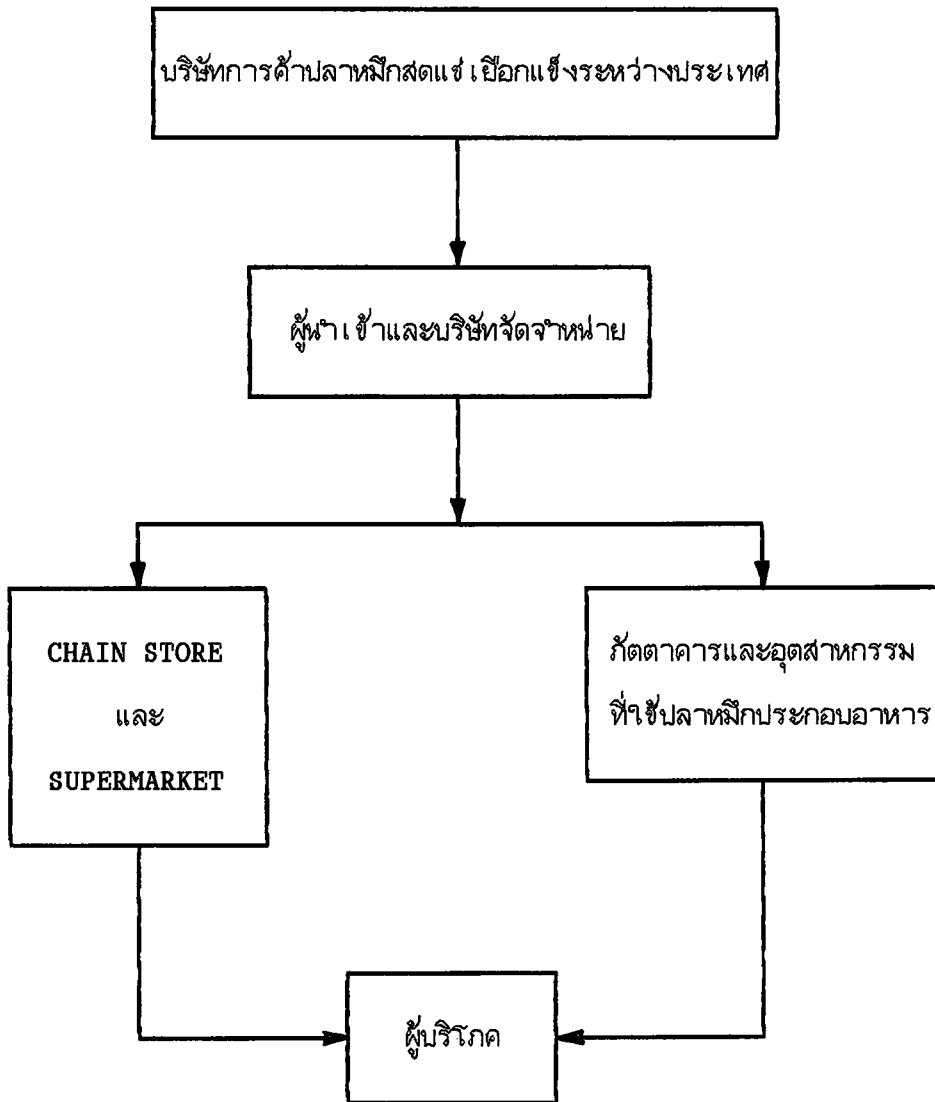 บริษัทการค้าปลาหมึกสดแช่เยือกแข็งระหว่างประเทศ
ผู้นำเข้าและบริษัทจัดจำหน่าย
CHAIN STORE
และ
SUPERMARKET
ภัตตาคารและอุตสาหกรรม
ที่ใช้ปลาหมึกประกอบอาหาร
ผู้บริโภค